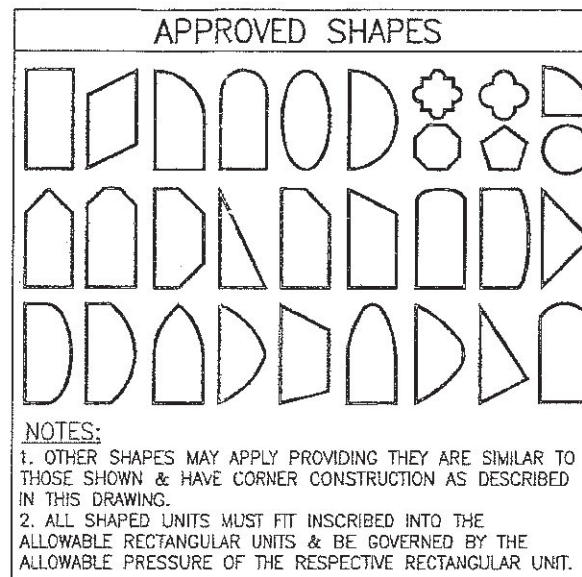 APPROVED SHAPES
NOTES:
1. OTHER SHAPES MAY APPLY PROVIDING THEY ARE SIMILAR TO
THOSE SHOWN & HAVE CORNER CONSTRUCTION AS DESCRIBED
IN THIS DRAWING.
2. ALL SHAPED UNITS MUST FIT INSCRIBED INTO THE
ALLOWABLE RECTANGULAR UNITS & BE GOVERNED BY THE
ALLOWABLE PRESSURE OF THE RESPECTIVE RECTANGULAR UNIT.